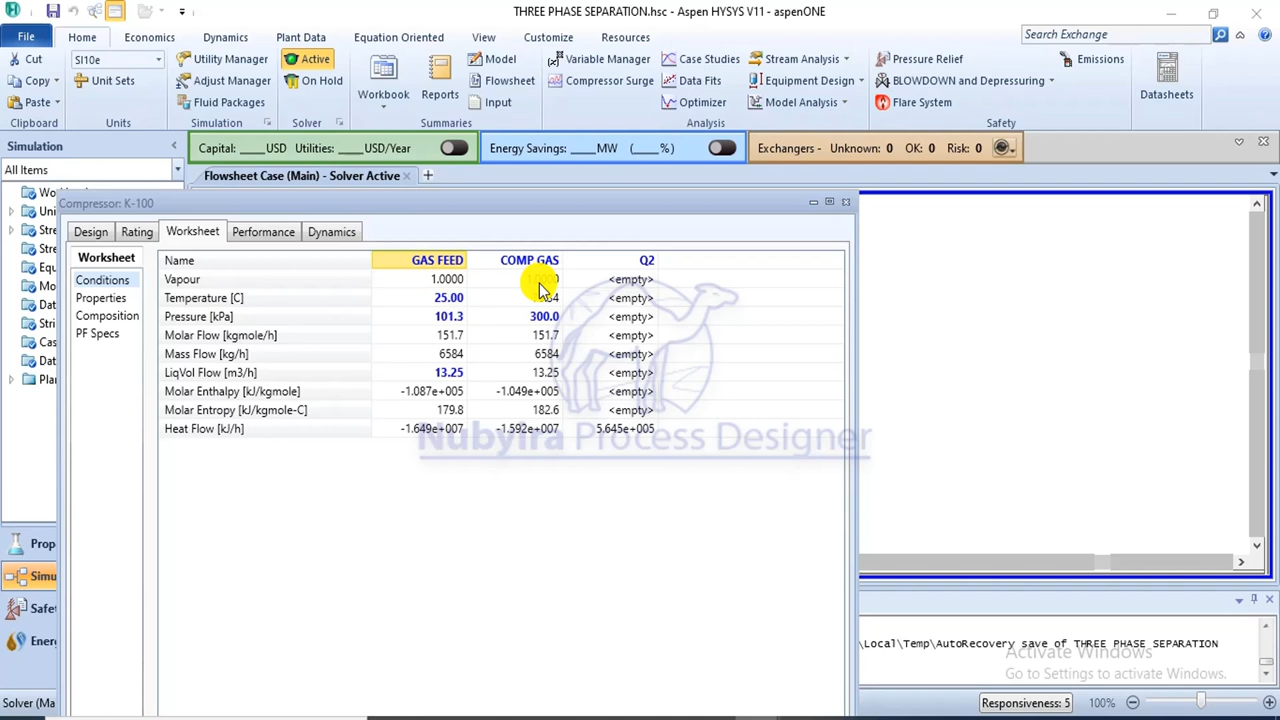 THREE PHASE SEPARATION.hsc - Aspen HYSYS V11 - aspenONE
File Home Economics Dynamics Plant Data Equation Oriented View Customize Resources Search Exchange
Cut SI10e Utility Manager Active Model Variable Manager Case Studies Stream Analysis Pressure Relief Emissions
Copy Unit Sets Adjust Manager On Hold Workbook Reports Flowsheet Compressor Surge Data Fits Equipment Design BLOWDOWN and Depressuring Datasheets
Paste Fluid Packages Input Optimizer Model Analysis Flare System
Clipboard Units Simulation Solver Summaries Analysis Safety
Simulation Capital: ____USD Utilities: ____USD/Year Energy Savings: ____MW (____%) Exchangers - Unknown: 0 OK: 0 Risk: 0
All Items Flowsheet Case (Main) - Solver Active
Compressor: K-100
Design Rating Worksheet Performance Dynamics
Worksheet Name GAS FEED COMP GAS Q2
Conditions Vapour 1.0000 1.0000 <empty>
Properties Temperature [C] 25.00 <empty>
Composition Pressure [kPa] 101.3 300.0 <empty>
PF Specs Molar Flow [kgmole/h] 151.7 151.7 <empty>
Mass Flow [kg/h] 6584 6584 <empty>
LiqVol Flow [m3/h] 13.25 13.25 <empty>
Molar Enthalpy [kJ/kgmole] -1.087e+005 -1.049e+005 <empty>
Molar Entropy [kJ/kgmole-C] 179.8 182.6 <empty>
Heat Flow [kJ/h] -1.649e+007 -1.592e+007 5.645e+005
Nubyira Process Designer
\Local\Temp\AutoRecovery save of THREE PHASE SEPARATION
Activate Windows
Go to Settings to activate Windows.
Solver (Ma Responsiveness: 5 100%